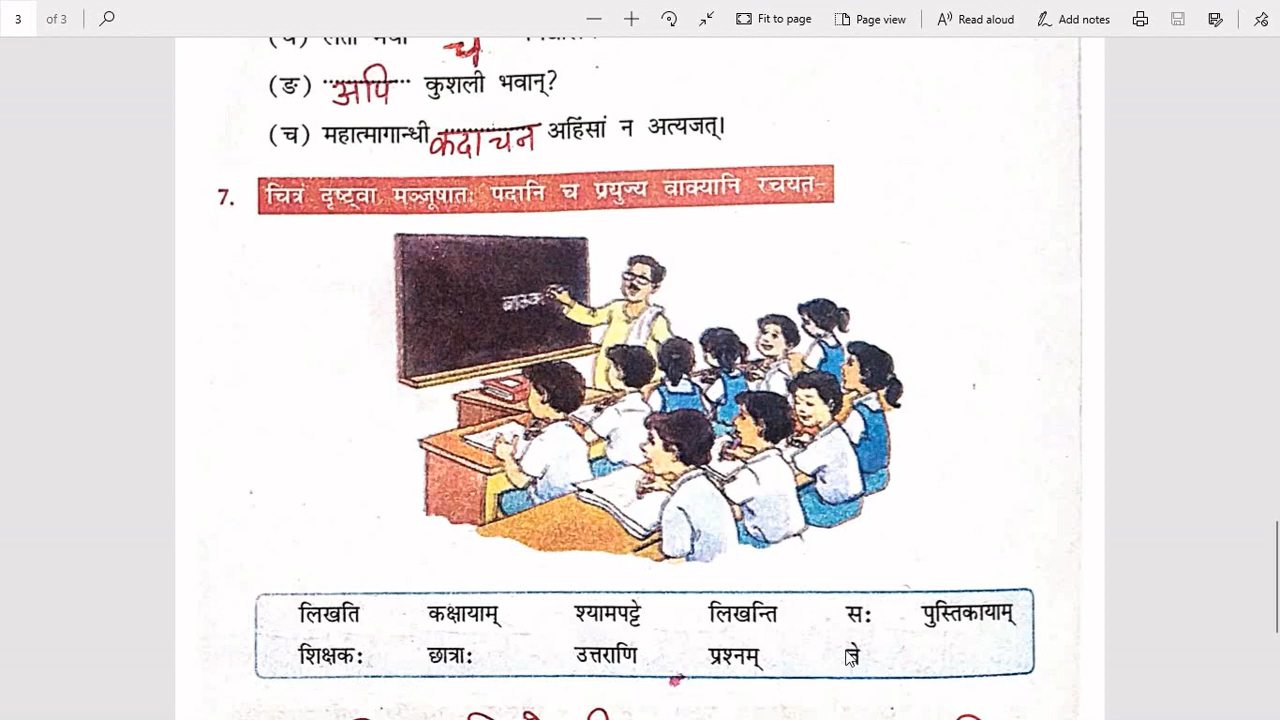 3 of 3 Fit to page Page view Read aloud Add notes
च
(ङ) अपि कुशली भवान्?
(च) महात्मागान्धी कदाचन अहिंसां न अत्यजत्।
7. चित्रं दृष्ट्वा मञ्जूषातः पदानि च प्रयुज्य वाक्यानि रचयत-
लिखति कक्षायाम् श्यामपट्टे लिखन्ति सः पुस्तिकायाम्
शिक्षकः छात्राः उत्तराणि प्रश्नम् ते